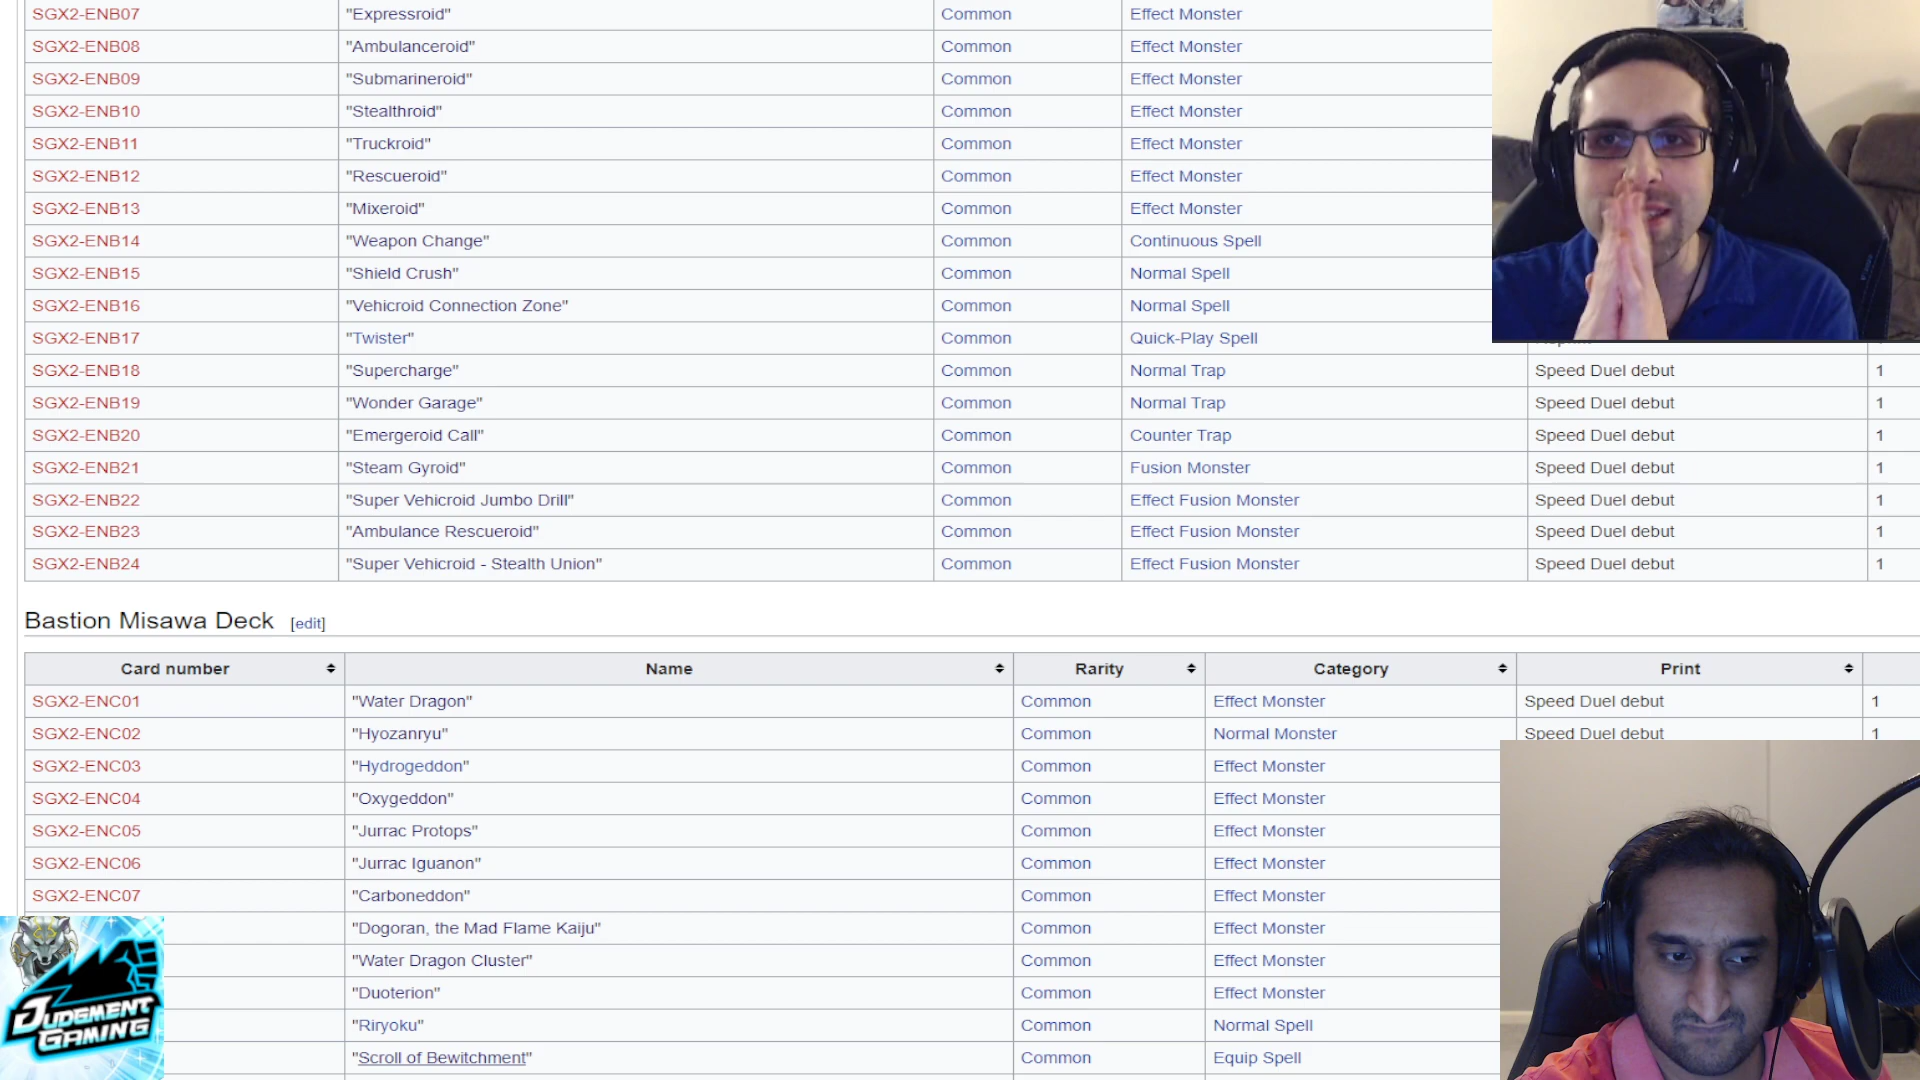 SGX2-ENB07 "Expressroid" Common Effect Monster
SGX2-ENB08 "Ambulanceroid" Common Effect Monster
SGX2-ENB09 "Submarineroid" Common Effect Monster
SGX2-ENB10 "Stealthroid" Common Effect Monster
SGX2-ENB11 "Truckroid" Common Effect Monster
SGX2-ENB12 "Rescueroid" Common Effect Monster
SGX2-ENB13 "Mixeroid" Common Effect Monster
SGX2-ENB14 "Weapon Change" Common Continuous Spell
SGX2-ENB15 "Shield Crush" Common Normal Spell
SGX2-ENB16 "Vehicroid Connection Zone" Common Normal Spell
SGX2-ENB17 "Twister" Common Quick-Play Spell
SGX2-ENB18 "Supercharge" Common Normal Trap Speed Duel debut 1
SGX2-ENB19 "Wonder Garage" Common Normal Trap Speed Duel debut 1
SGX2-ENB20 "Emergeroid Call" Common Counter Trap Speed Duel debut 1
SGX2-ENB21 "Steam Gyroid" Common Fusion Monster Speed Duel debut 1
SGX2-ENB22 "Super Vehicroid Jumbo Drill" Common Effect Fusion Monster Speed Duel debut 1
SGX2-ENB23 "Ambulance Rescueroid" Common Effect Fusion Monster Speed Duel debut 1
SGX2-ENB24 "Super Vehicroid - Stealth Union" Common Effect Fusion Monster Speed Duel debut 1
Bastion Misawa Deck [edit]
Card number Name Rarity Category Print
SGX2-ENC01 "Water Dragon" Common Effect Monster Speed Duel debut 1
SGX2-ENC02 "Hyozanryu" Common Normal Monster Speed Duel debut 1
SGX2-ENC03 "Hydrogeddon" Common Effect Monster
SGX2-ENC04 "Oxygeddon" Common Effect Monster
SGX2-ENC05 "Jurrac Protops" Common Effect Monster
SGX2-ENC06 "Jurrac Iguanon" Common Effect Monster
SGX2-ENC07 "Carboneddon" Common Effect Monster
"Dogoran, the Mad Flame Kaiju" Common Effect Monster
"Water Dragon Cluster" Common Effect Monster
"Duoterion" Common Effect Monster
"Riryoku" Common Normal Spell
"Scroll of Bewitchment" Common Equip Spell
JUDGMENT
GAMING